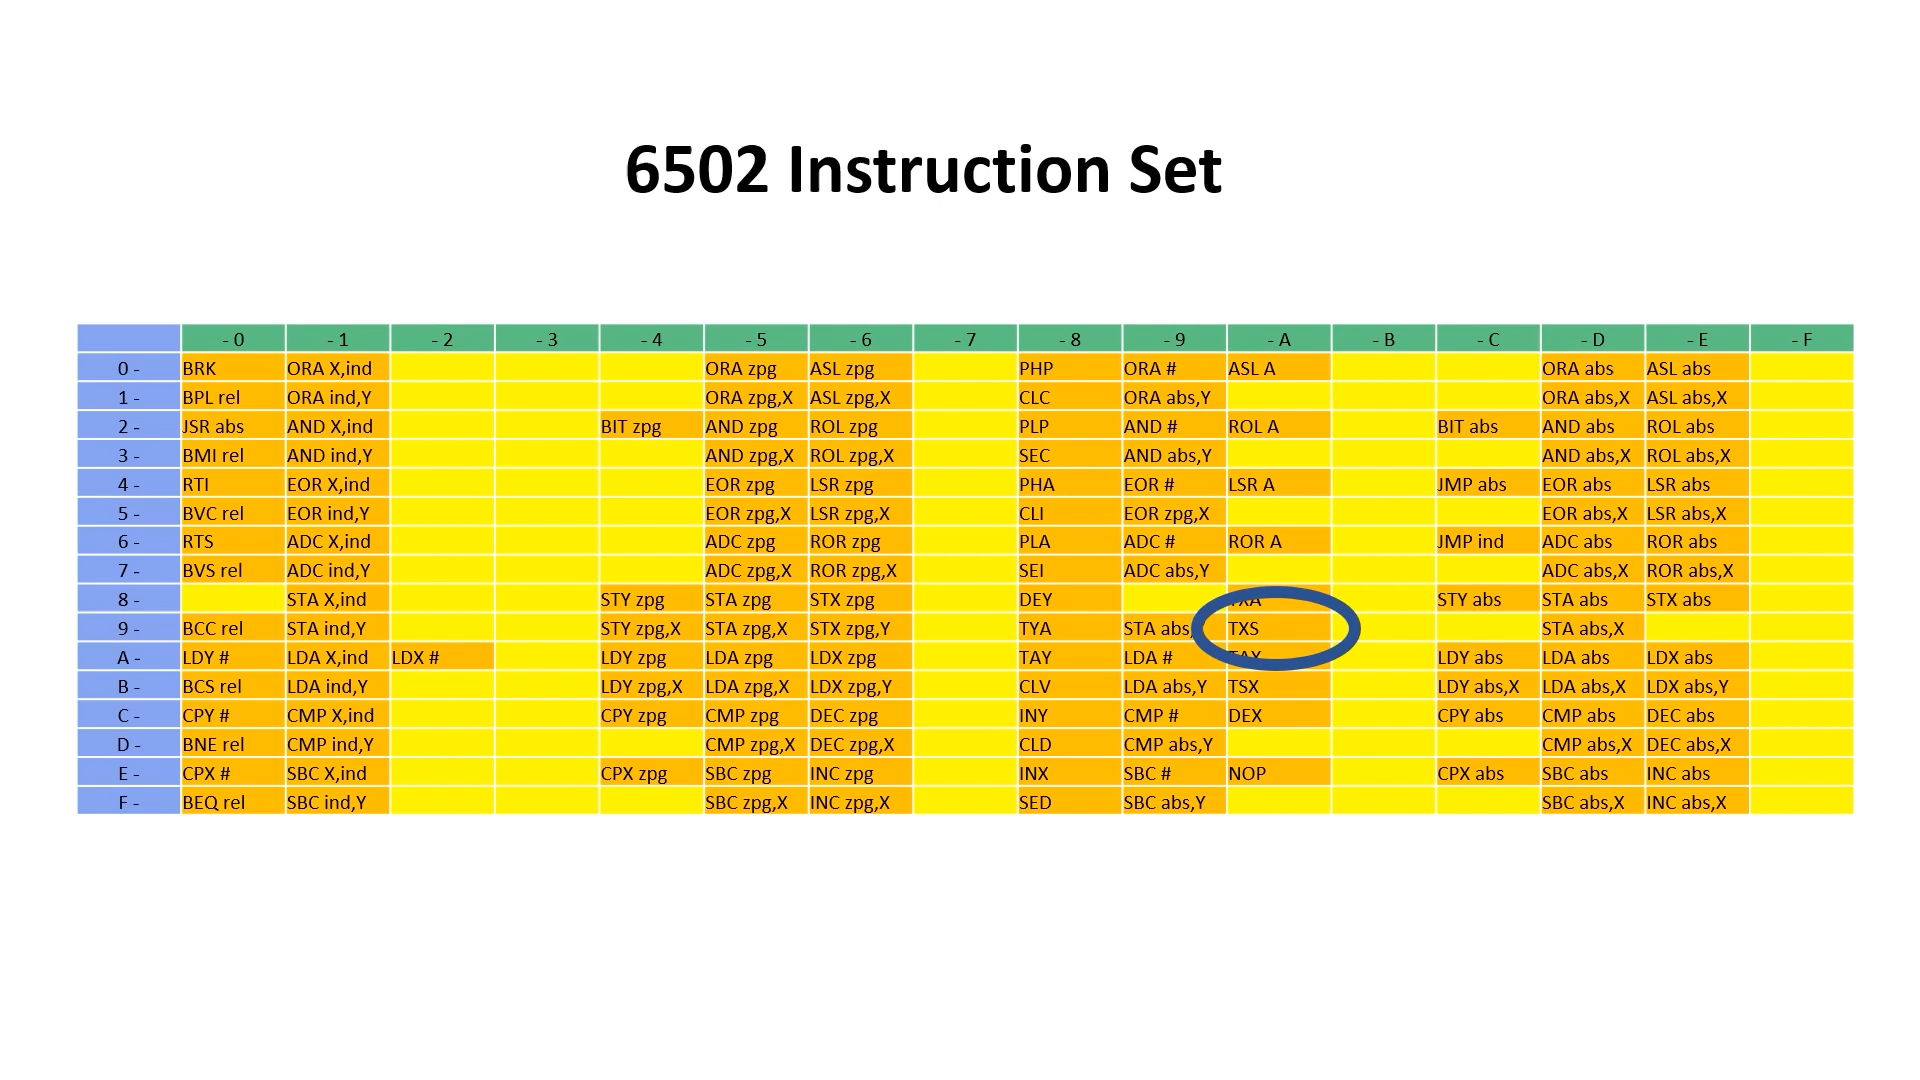 6502 Instruction Set
- 0 - 1 - 2 - 3 - 4 - 5 - 6 - 7 - 8 - 9 - A - B - C - D - E - F
0 - BRK ORA X,ind ORA zpg ASL zpg PHP ORA # ASL A ORA abs ASL abs
1 - BPL rel ORA ind,Y ORA zpg,X ASL zpg,X CLC ORA abs,Y ORA abs,X ASL abs,X
2 - JSR abs AND X,ind BIT zpg AND zpg ROL zpg PLP AND # ROL A BIT abs AND abs ROL abs
3 - BMI rel AND ind,Y AND zpg,X ROL zpg,X SEC AND abs,Y AND abs,X ROL abs,X
4 - RTI EOR X,ind EOR zpg LSR zpg PHA EOR # LSR A JMP abs EOR abs LSR abs
5 - BVC rel EOR ind,Y EOR zpg,X LSR zpg,X CLI EOR zpg,X EOR abs,X LSR abs,X
6 - RTS ADC X,ind ADC zpg ROR zpg PLA ADC # ROR A JMP ind ADC abs ROR abs
7 - BVS rel ADC ind,Y ADC zpg,X ROR zpg,X SEI ADC abs,Y ADC abs,X ROR abs,X
8 - STA X,ind STY zpg STA zpg STX zpg DEY TXA STY abs STA abs STX abs
9 - BCC rel STA ind,Y STY zpg,X STA zpg,X STX zpg,Y TYA STA abs, TXS STA abs,X
A - LDY # LDA X,ind LDX # LDY zpg LDA zpg LDX zpg TAY LDA # TAX LDY abs LDA abs LDX abs
B - BCS rel LDA ind,Y LDY zpg,X LDA zpg,X LDX zpg,Y CLV LDA abs,Y TSX LDY abs,X LDA abs,X LDX abs,Y
C - CPY # CMP X,ind CPY zpg CMP zpg DEC zpg INY CMP # DEX CPY abs CMP abs DEC abs
D - BNE rel CMP ind,Y CMP zpg,X DEC zpg,X CLD CMP abs,Y CMP abs,X DEC abs,X
E - CPX # SBC X,ind CPX zpg SBC zpg INC zpg INX SBC # NOP CPX abs SBC abs INC abs
F - BEQ rel SBC ind,Y SBC zpg,X INC zpg,X SED SBC abs,Y SBC abs,X INC abs,X